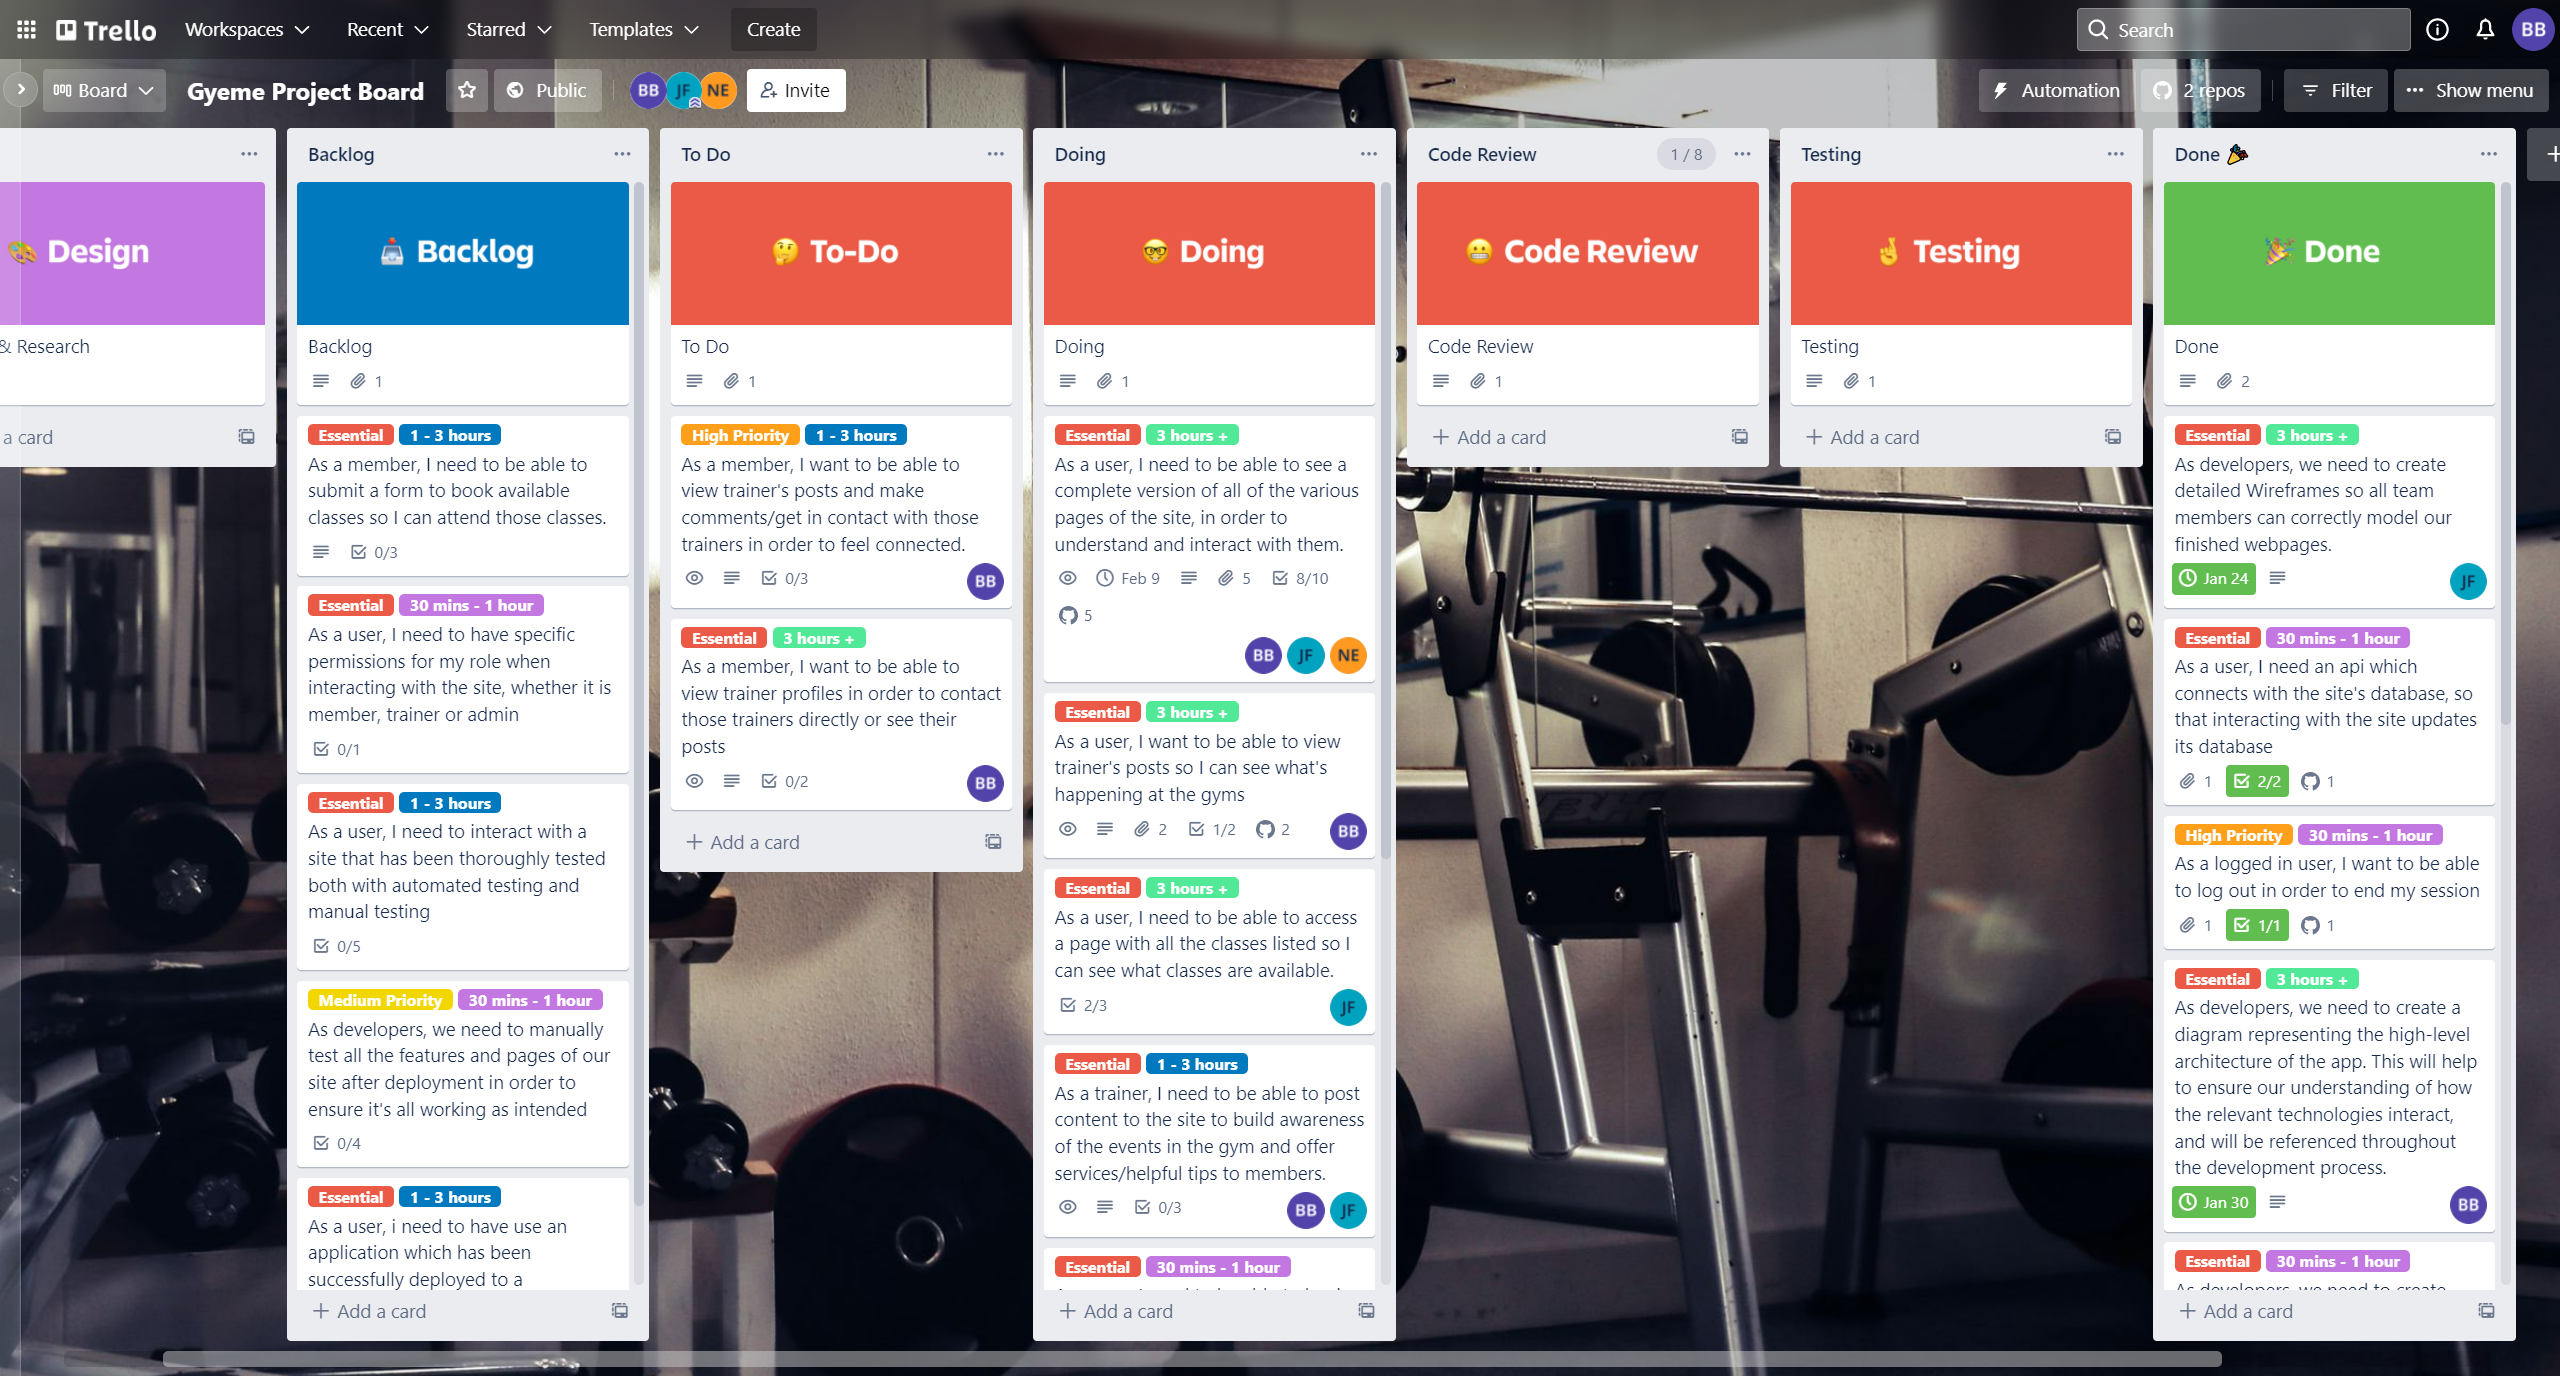 Trello
Workspaces
Recent
Starred
Templates
Create
Search
BB
Board
Gyeme Project Board
Public
BB
JF
NE
Invite
Automation
2 repos
Filter
Show menu
Design
& Research
a card
Backlog
Backlog
Backlog
1
Essential 1 - 3 hours
As a member, I need to be able to
submit a form to book available
classes so I can attend those classes.
0/3
Essential 30 mins - 1 hour
As a user, I need to have specific
permissions for my role when
interacting with the site, whether it is
member, trainer or admin
0/1
Essential 1 - 3 hours
As a user, I need to interact with a
site that has been thoroughly tested
both with automated testing and
manual testing
0/5
Medium Priority 30 mins - 1 hour
As developers, we need to manually
test all the features and pages of our
site after deployment in order to
ensure it's all working as intended
0/4
Essential 1 - 3 hours
As a user, i need to have use an
application which has been
successfully deployed to a
Add a card
To Do
To-Do
To Do
1
High Priority 1 - 3 hours
As a member, I want to be able to
view trainer's posts and make
comments/get in contact with those
trainers in order to feel connected.
0/3
BB
Essential 3 hours +
As a member, I want to be able to
view trainer profiles in order to contact
those trainers directly or see their
posts
0/2
BB
Add a card
Doing
Doing
Doing
1
Essential 3 hours +
As a user, I need to be able to see a
complete version of all of the various
pages of the site, in order to
understand and interact with them.
Feb 9 5 8/10
5
BB JF NE
Essential 3 hours +
As a user, I want to be able to view
trainer's posts so I can see what's
happening at the gyms
2 1/2 2 BB
Essential 3 hours +
As a user, I need to be able to access
a page with all the classes listed so I
can see what classes are available.
2/3
JF
Essential 1 - 3 hours
As a trainer, I need to be able to post
content to the site to build awareness
of the events in the gym and offer
services/helpful tips to members.
0/3
BB JF
Essential 30 mins - 1 hour
Add a card
Code Review
1 / 8
Code Review
Code Review
1
Add a card
Testing
Testing
Testing
1
Add a card
Done
Done
Done
2
Essential 3 hours +
As developers, we need to create
detailed Wireframes so all team
members can correctly model our
finished webpages.
Jan 24
JF
Essential 30 mins - 1 hour
As a user, I need an api which
connects with the site's database, so
that interacting with the site updates
its database
1 2/2 1
High Priority 30 mins - 1 hour
As a logged in user, I want to be able
to log out in order to end my session
1 1/1 1
Essential 3 hours +
As developers, we need to create a
diagram representing the high-level
architecture of the app. This will help
to ensure our understanding of how
the relevant technologies interact,
and will be referenced throughout
the development process.
Jan 30
BB
Essential 30 mins - 1 hour
As developers, we need to create
Add a card